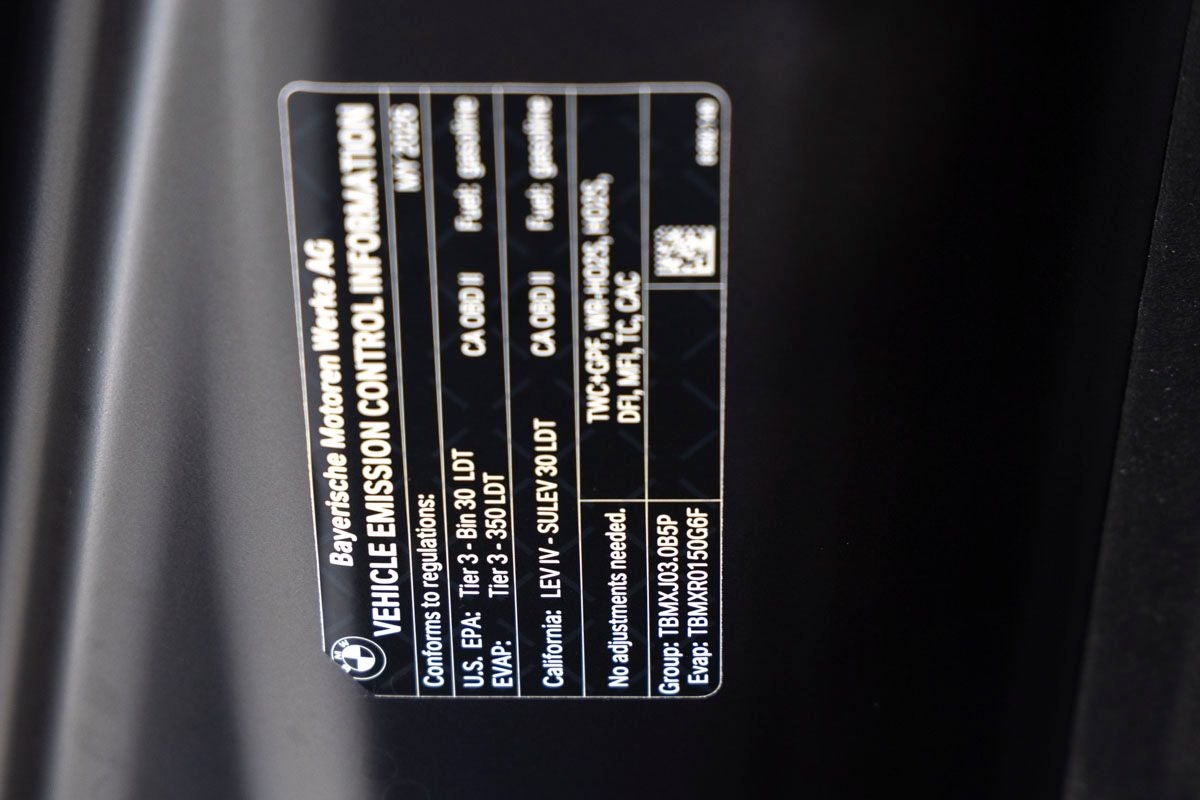 BMW
Bayerische Motoren Werke AG
VEHICLE EMISSION CONTROL INFORMATION
Conforms to regulations: MY 2026
U.S. EPA: Tier 3 - Bin 30 LDT CA OBD II Fuel: gasoline
EVAP: Tier 3 - 350 LDT
California: LEV IV - SULEV 30 LDT CA OBD II Fuel: gasoline
No adjustments needed. TWC+GPF, WR-HO2S, HO2S,
DFI, MFI, TC, CAC
Group: TBMXJ03.0B5P
Evap: TBMXR0150G6F